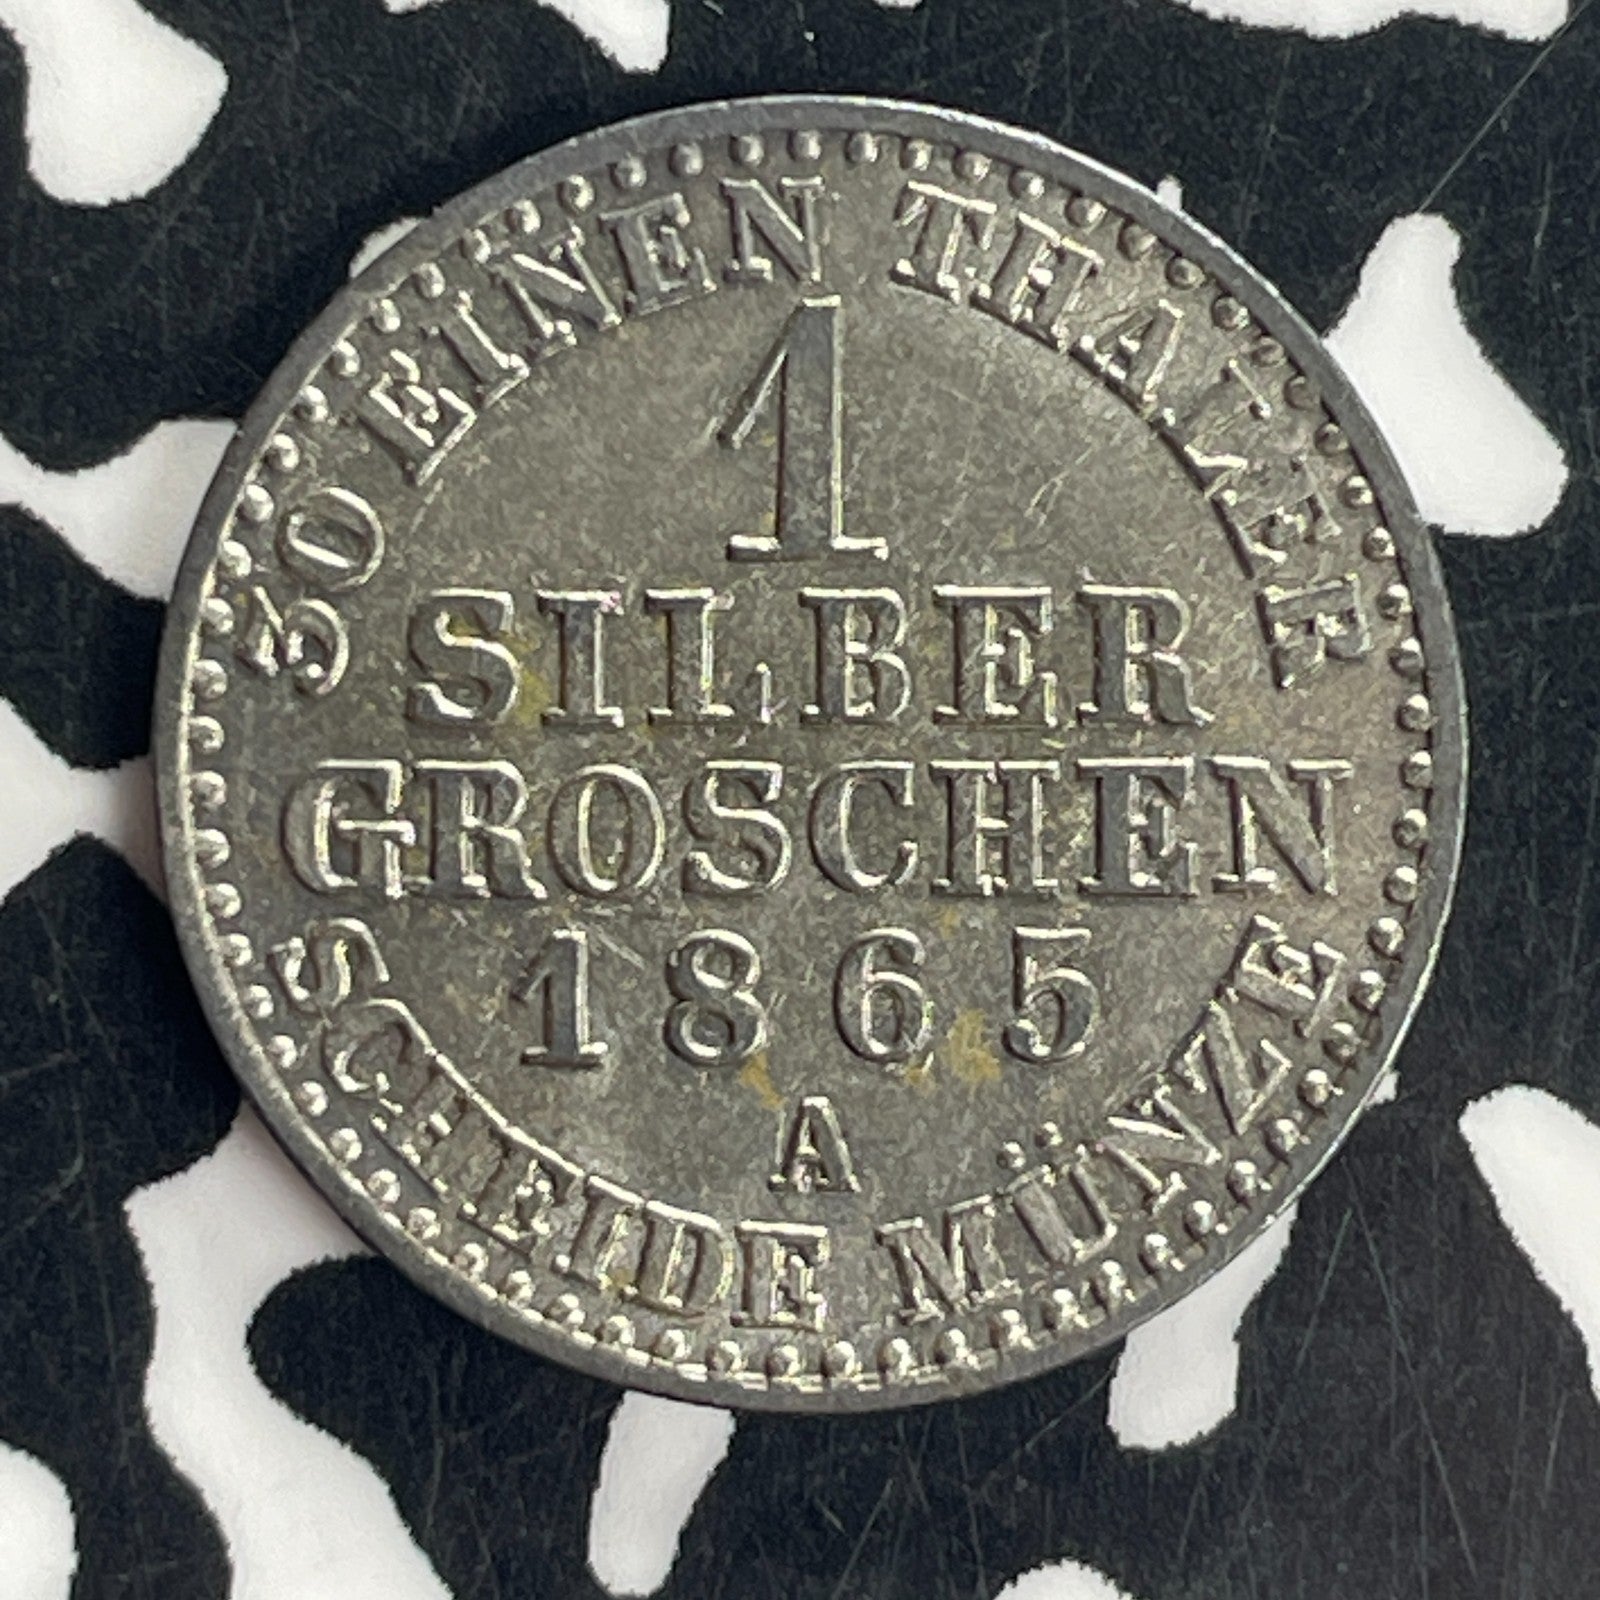 30 EINEN THALER
1
SILBER
GROSCHEN
1865
A
SCHEIDE MÜNZE